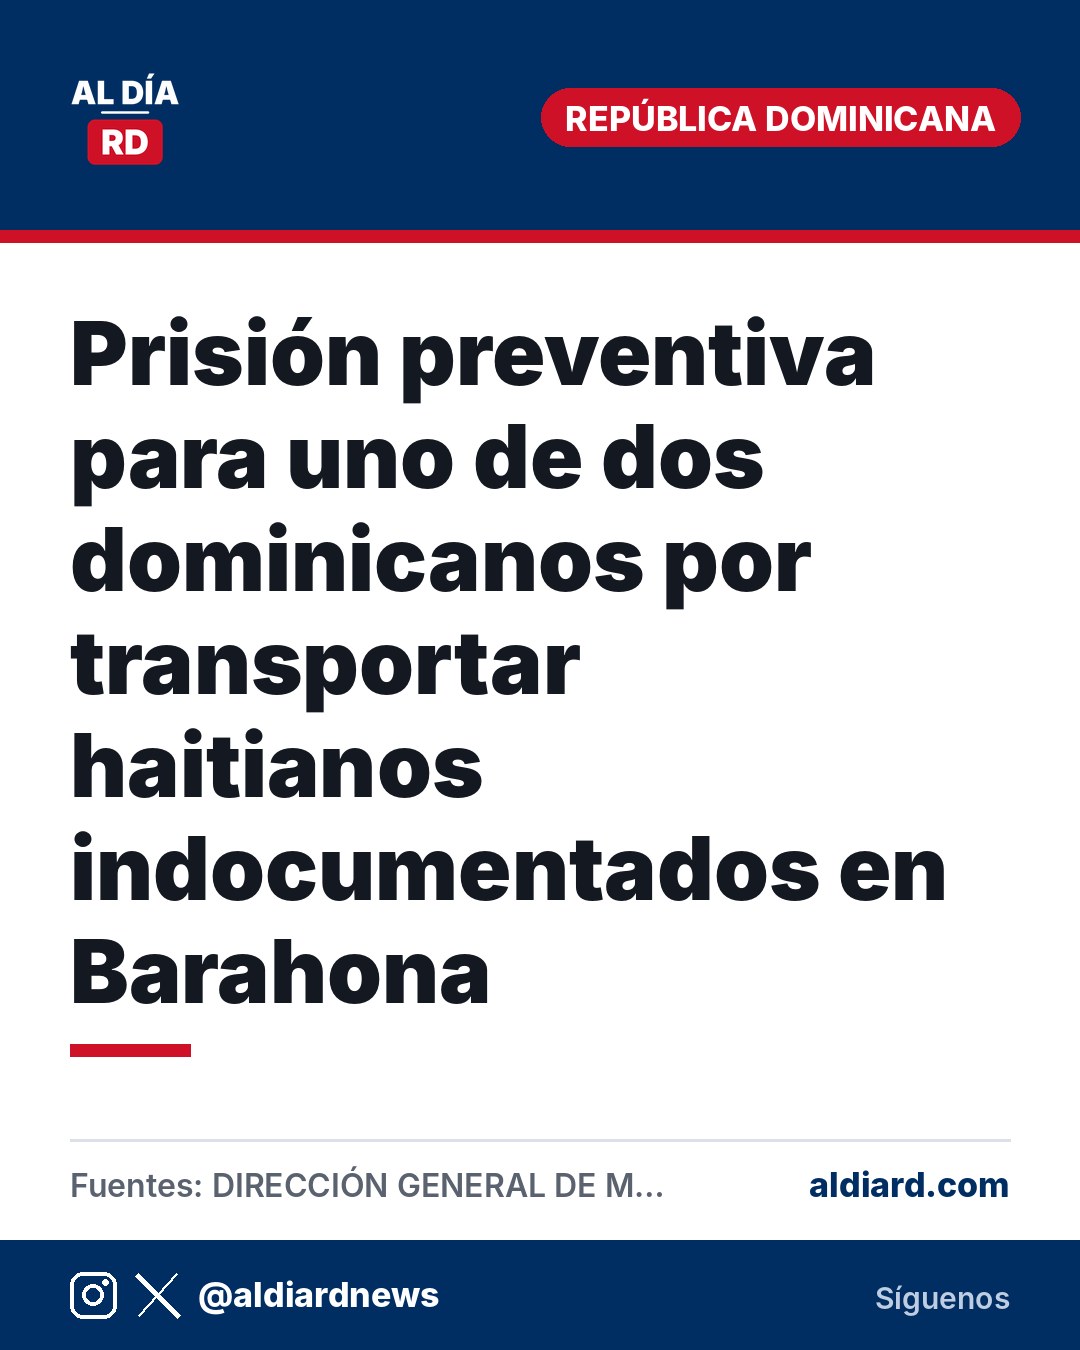 AL DÍA
RD
REPÚBLICA DOMINICANA
Prisión preventiva
para uno de dos
dominicanos por
transportar
haitianos
indocumentados en
Barahona
Fuentes: DIRECCIÓN GENERAL DE M...
aldiard.com
@aldiardnews
Síguenos